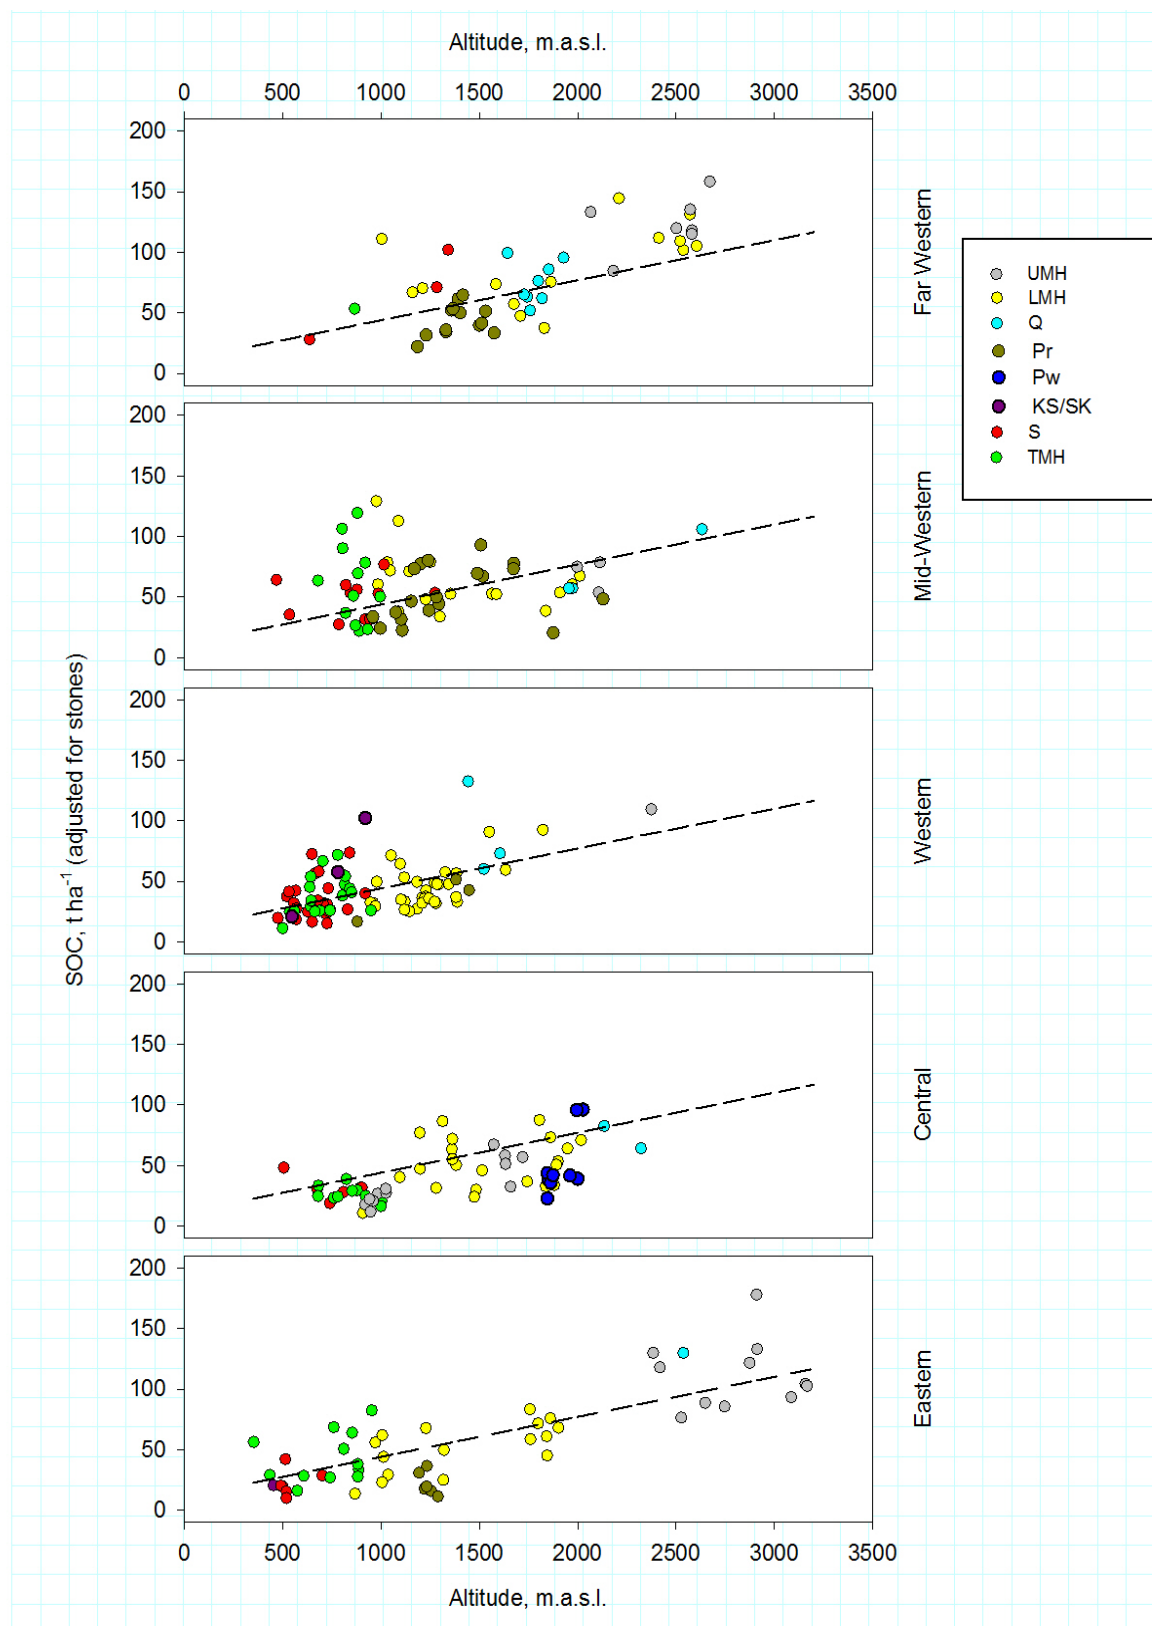 Altitude, m.a.s.l.
0 500 1000 1500 2000 2500 3000 3500
200
150
100
50
0
Far Western
UMH
LMH
Q
Pr
Pw
KS/SK
S
TMH
200
150
100
50
0
Mid-Western
SOC, t ha⁻¹ (adjusted for stones)
200
150
100
50
0
Western
200
150
100
50
0
Central
200
150
100
50
0
Eastern
0 500 1000 1500 2000 2500 3000 3500
Altitude, m.a.s.l.